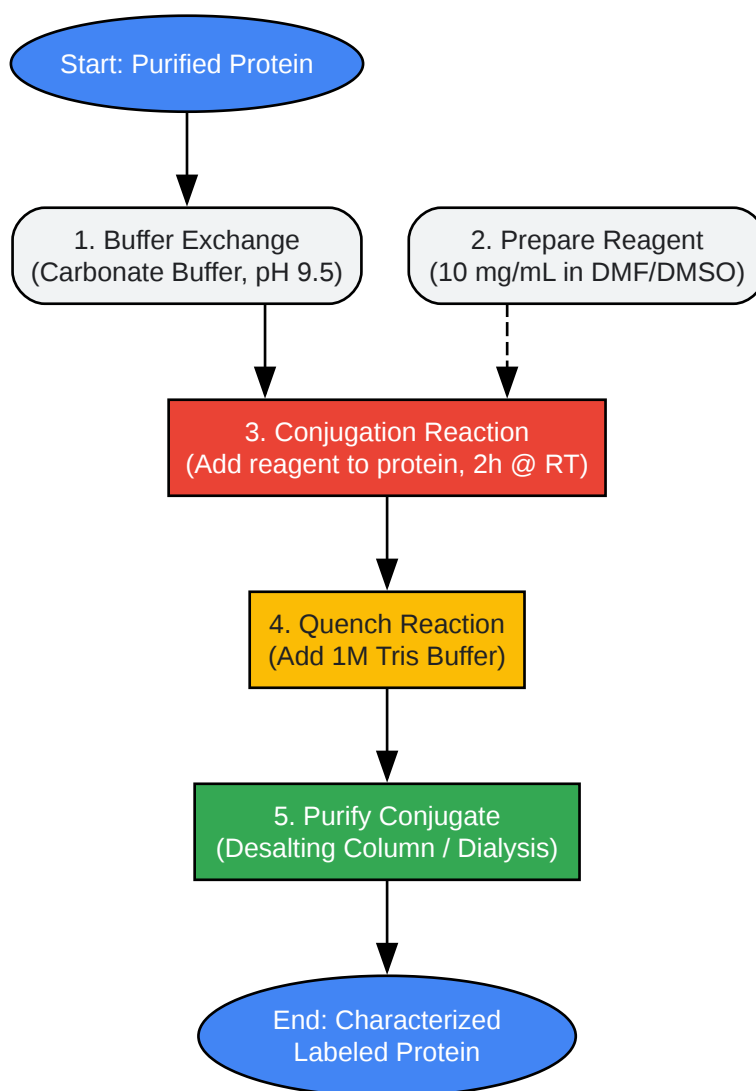 Start: Purified Protein
1. Buffer Exchange
(Carbonate Buffer, pH 9.5)
2. Prepare Reagent
(10 mg/mL in DMF/DMSO)
3. Conjugation Reaction
(Add reagent to protein, 2h @ RT)
4. Quench Reaction
(Add 1M Tris Buffer)
5. Purify Conjugate
(Desalting Column / Dialysis)
End: Characterized
Labeled Protein